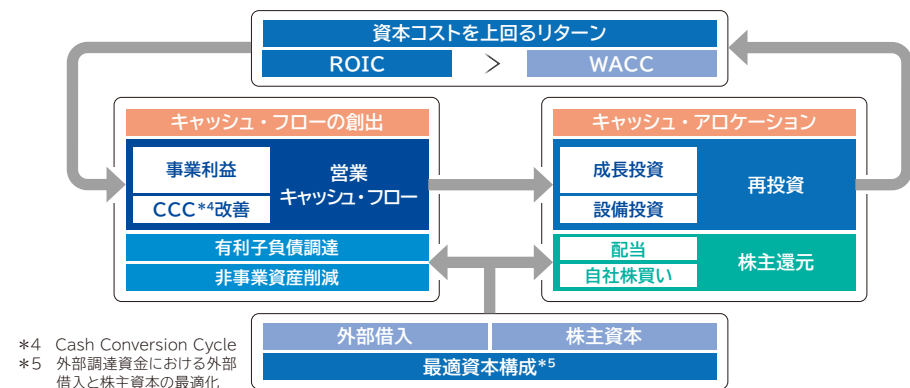 資本コストを上回るリターン
ROIC > WACC
キャッシュ・フローの創出
事業利益
CCC*4改善
営業
キャッシュ・フロー
有利子負債調達
非事業資産削減
キャッシュ・アロケーション
成長投資
設備投資
再投資
配当
自社株買い
株主還元
外部借入 株主資本
最適資本構成*5
*4 Cash Conversion Cycle
*5 外部調達資金における外部
借入と株主資本の最適化